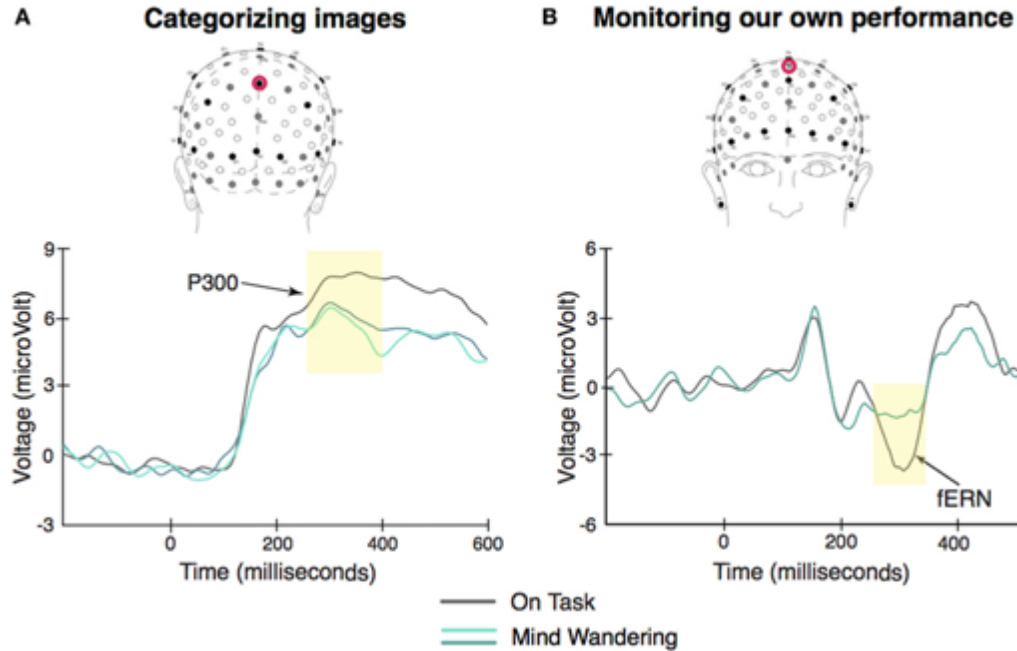 A Categorizing images
B Monitoring our own performance
9
6
3
0
-3
Voltage (microVolt)
P300
0 200 400 600
Time (milliseconds)
6
3
0
-3
-6
Voltage (microVolt)
fERN
0 200 400
Time (milliseconds)
On Task
Mind Wandering